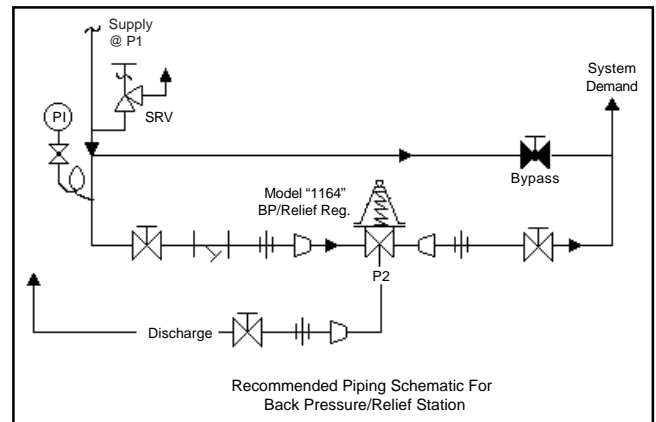 Supply
@ P1
SRV
PI
System
Demand
Bypass
Model "1164"
BP/Relief Reg.
P2
Discharge
Recommended Piping Schematic For
Back Pressure/Relief Station